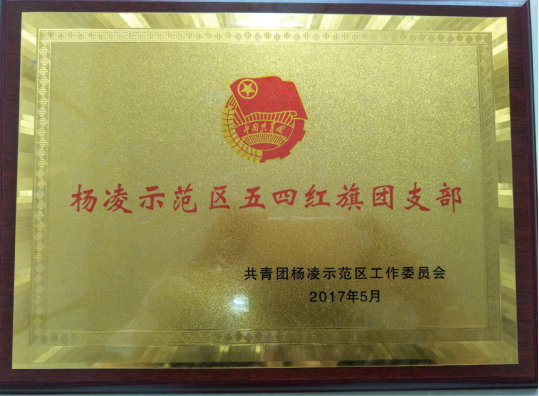 中国共青团
杨凌示范区五四红旗团支部
共青团杨凌示范区工作委员会
2017年5月